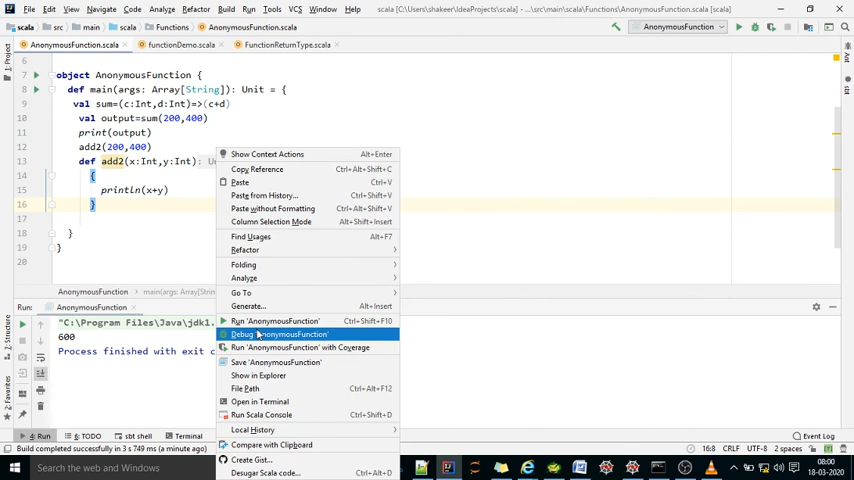 File Edit View Navigate Code Analyze Refactor Build Run Tools VCS Window Help scala [C:\Users\shakeer\IdeaProjects\scala] - ...\src\main\scala\Functions\AnonymousFunction.scala
scala src main scala Functions AnonymousFunction.scala AnonymousFunction
AnonymousFunction.scala functionDemo.scala FunctionReturnType.scala
1: Project
Ant
sbt
6
7 object AnonymousFunction {
8 def main(args: Array[String]): Unit = {
9 val sum=(c:Int,d:Int)=>(c+d)
10 val output=sum(200,400)
11 print(output)
12 add2(200,400)
13 def add2(x:Int,y:Int): U
14 {
15 println(x+y)
16 }
17
18 }
19 }
20
Show Context Actions Alt+Enter
Copy Reference Ctrl+Alt+Shift+C
Paste Ctrl+V
Paste from History... Ctrl+Shift+V
Paste without Formatting Ctrl+Alt+Shift+V
Column Selection Mode Alt+Shift+Insert
Find Usages Alt+F7
Refactor
Folding
Analyze
Go To
Generate... Alt+Insert
Run 'AnonymousFunction' Ctrl+Shift+F10
Debug 'AnonymousFunction'
Run 'AnonymousFunction' with Coverage
Save 'AnonymousFunction'
Show in Explorer
File Path Ctrl+Alt+F12
Open in Terminal
Run Scala Console Ctrl+Shift+D
Local History
Compare with Clipboard
Create Gist...
Desugar Scala code... Ctrl+Alt+D
AnonymousFunction main(args: Array[Strin
Run: AnonymousFunction
"C:\Program Files\Java\jdk1.
600
Process finished with exit c
7: Structure
2: Favorites
4: Run 6: TODO sbt shell Terminal Event Log
Build completed successfully in 3 s 749 ms (a minute ago) 16:8 CRLF UTF-8 2 spaces
Type here to search
08:00
18-03-2020